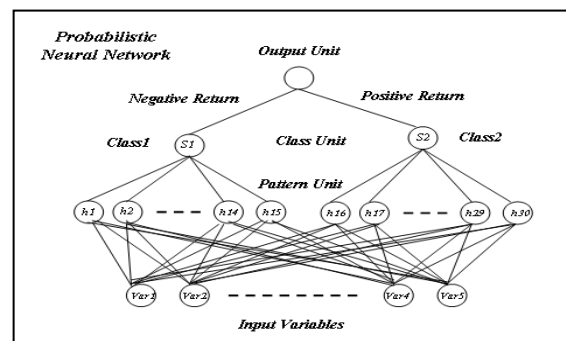 Probabilistic
Neural Network
Output Unit
Negative Return
Positive Return
Class1
S1
Class Unit
S2
Class2
Pattern Unit
h1
h2
h14
h15
h16
h17
h29
h30
Var1
Var2
Var4
Var5
Input Variables